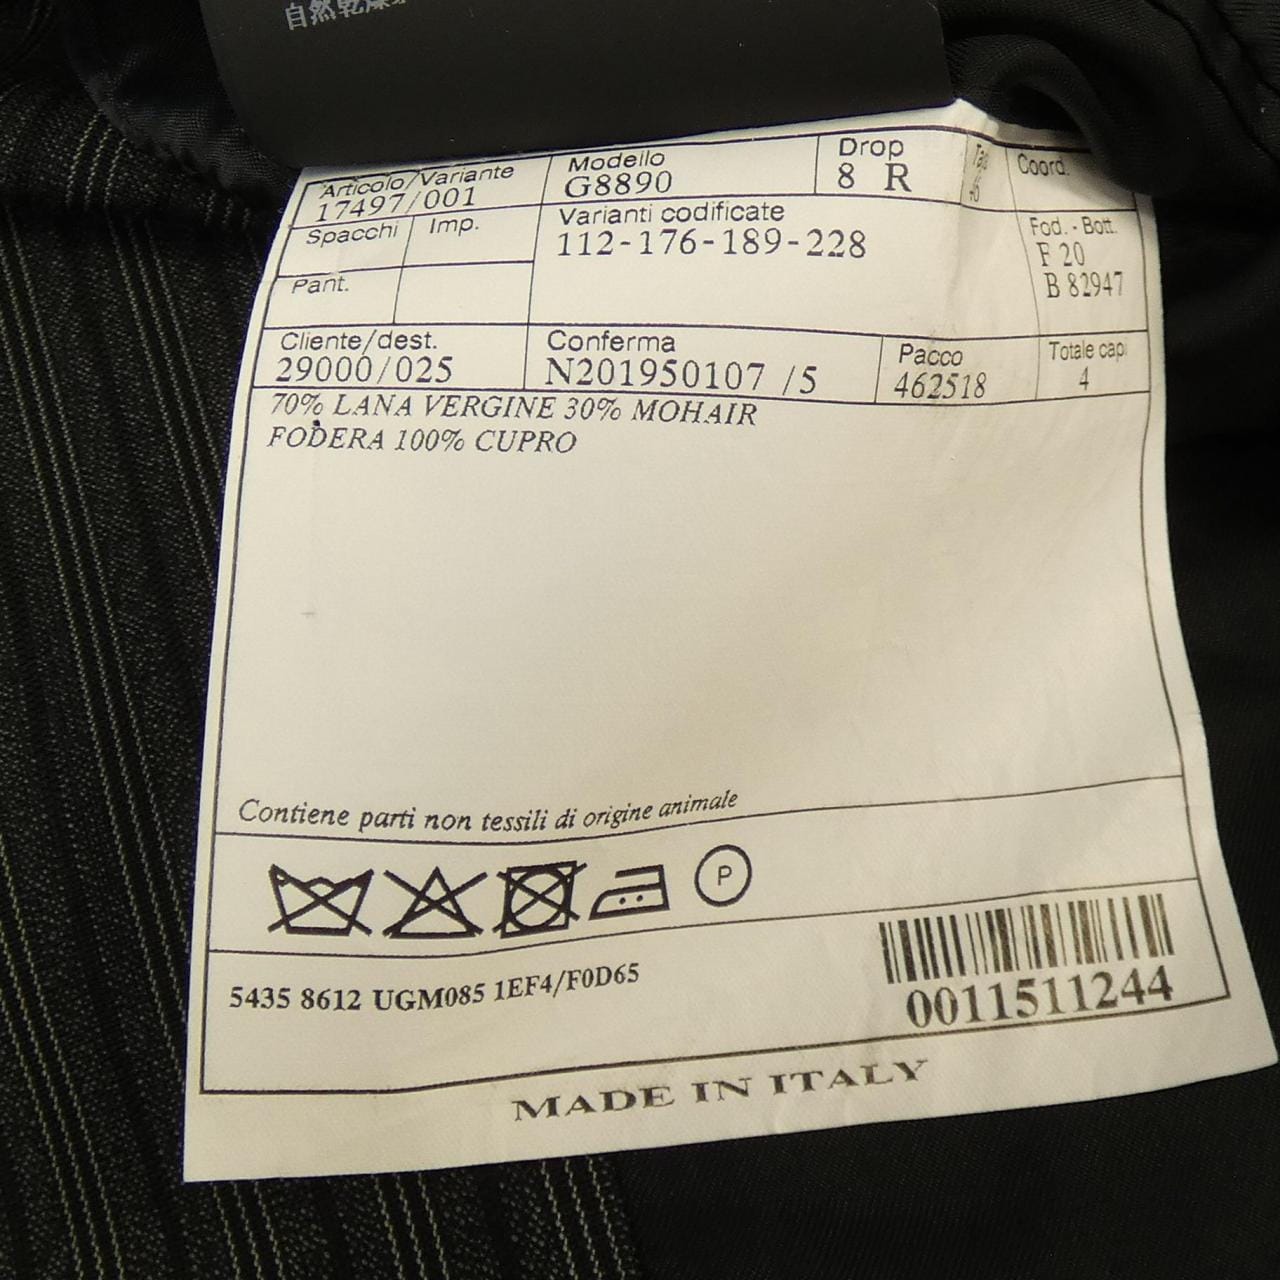 自然乾燥
Articolo/Variante
17497/001
Modello
G8890
Drop
8 R
Coord.
Spacchi
Imp.
Varianti codificate
112-176-189-228
Fod. - Bott.
F 20
B 82947
Pant.
Cliente/dest.
29000/025
Conferma
N201950107 /5
Pacco
462518
Totale capi
4
70% LANA VERGINE 30% MOHAIR
FODERA 100% CUPRO
Contiene parti non tessili di origine animale
P
5435 8612 UGM085 1EF4/F0D65
0011511244
MADE IN ITALY